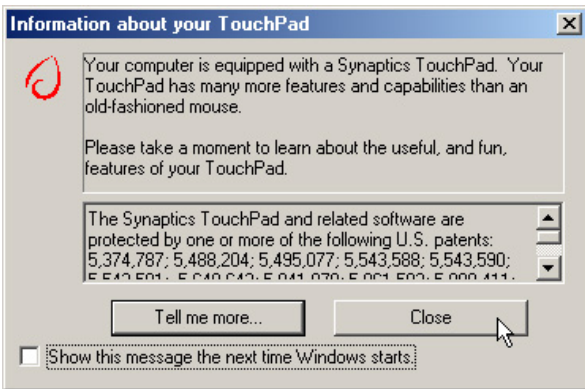 Information about your TouchPad
Your computer is equipped with a Synaptics TouchPad. Your
TouchPad has many more features and capabilities than an
old-fashioned mouse.
Please take a moment to learn about the useful, and fun,
features of your TouchPad.
The Synaptics TouchPad and related software are
protected by one or more of the following U.S. patents:
5,374,787; 5,488,204; 5,495,077; 5,543,588; 5,543,590;
Tell me more...
Close
Show this message the next time Windows starts.